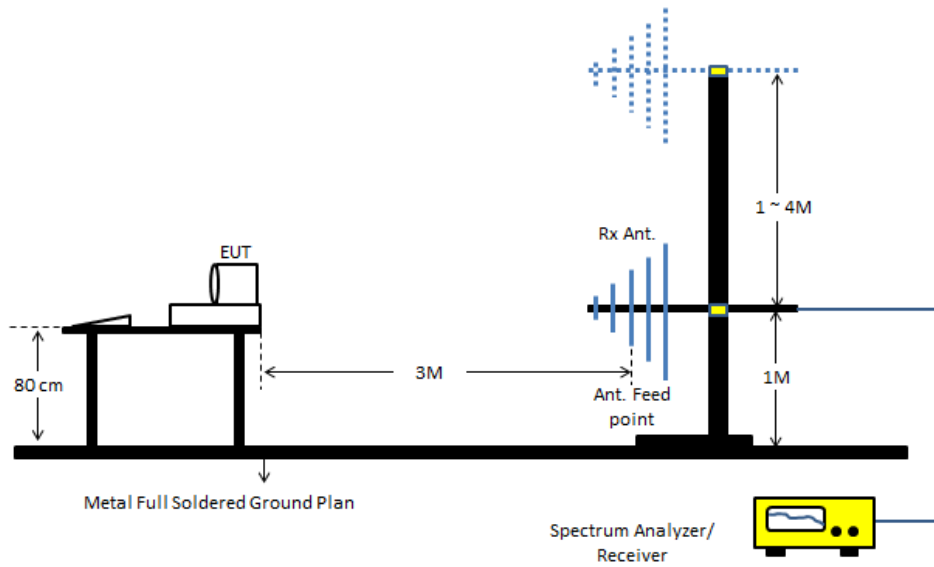 1 ~ 4M
Rx Ant.
EUT
80 cm
3M
1M
Ant. Feed
point
Metal Full Soldered Ground Plan
Spectrum Analyzer/
Receiver